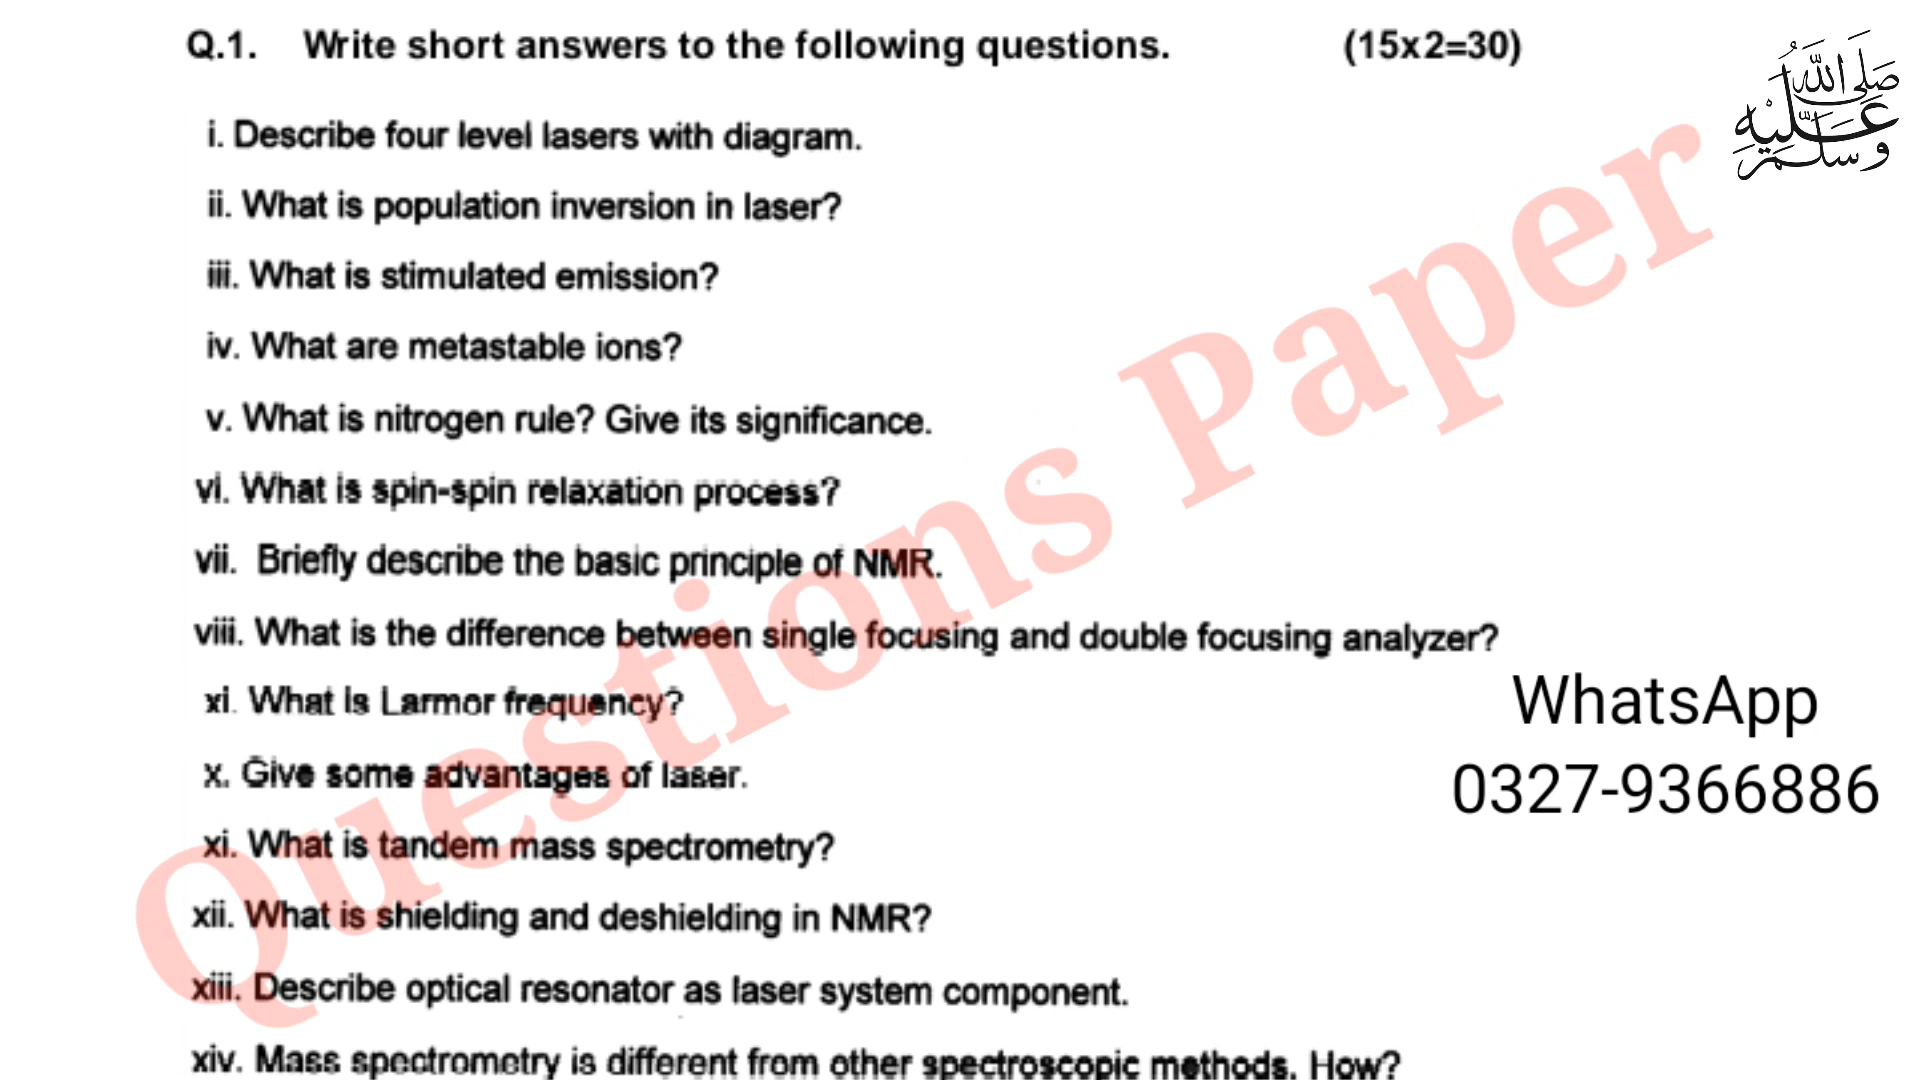 Q.1. Write short answers to the following questions. (15x2=30)
صلى الله
عليه
وسلم
i. Describe four level lasers with diagram.
ii. What is population inversion in laser?
iii. What is stimulated emission?
iv. What are metastable ions?
v. What is nitrogen rule? Give its significance.
vi. What is spin-spin relaxation process?
vii. Briefly describe the basic principle of NMR.
viii. What is the difference between single focusing and double focusing analyzer?
xi. What is Larmor frequency?
x. Give some advantages of laser.
xi. What is tandem mass spectrometry?
xii. What is shielding and deshielding in NMR?
xiii. Describe optical resonator as laser system component.
xiv. Mass spectrometry is different from other spectroscopic methods. How?
WhatsApp
0327-9366886
Questions Paper